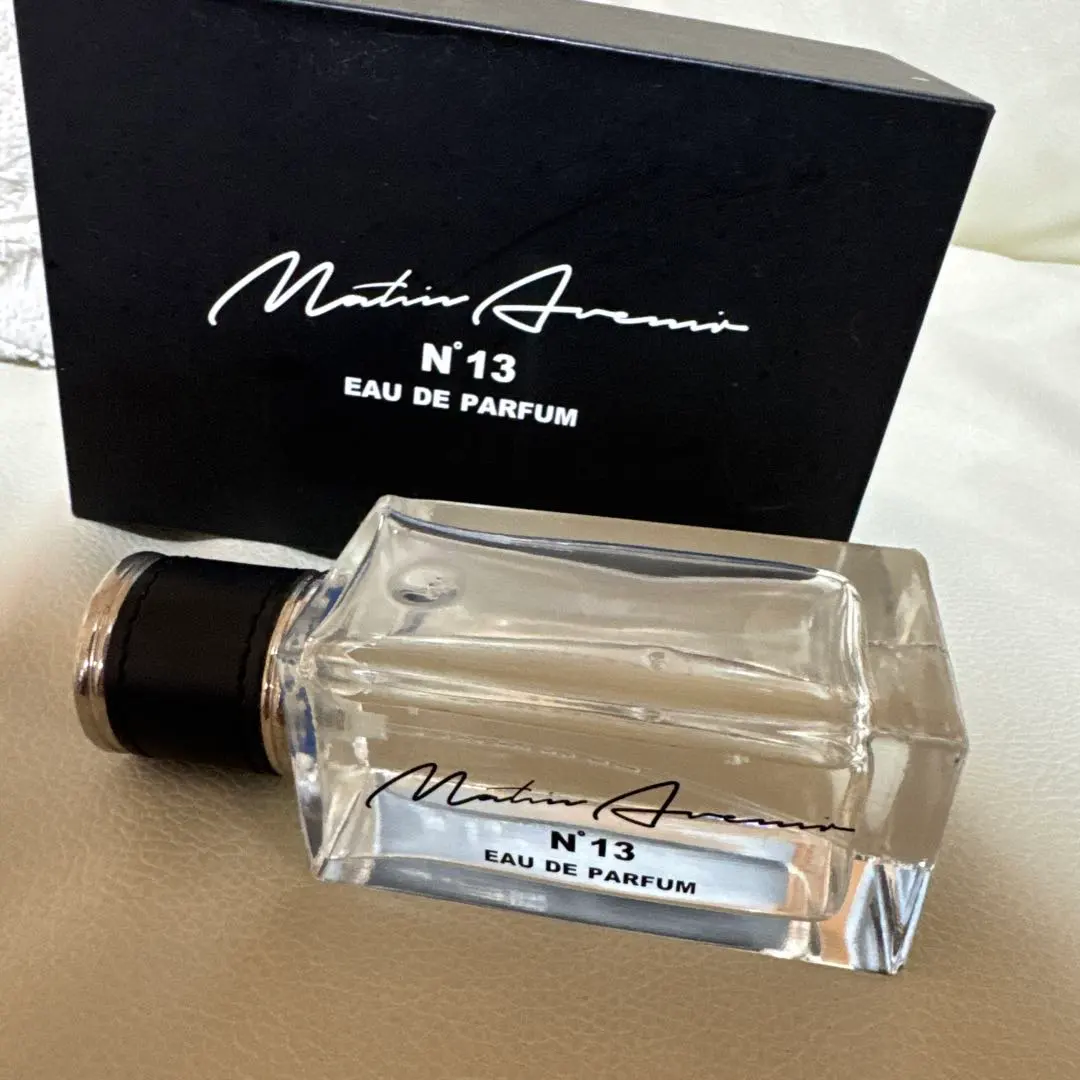 Matin Avenir
N°13
EAU DE PARFUM
Matin Avenir
N°13
EAU DE PARFUM